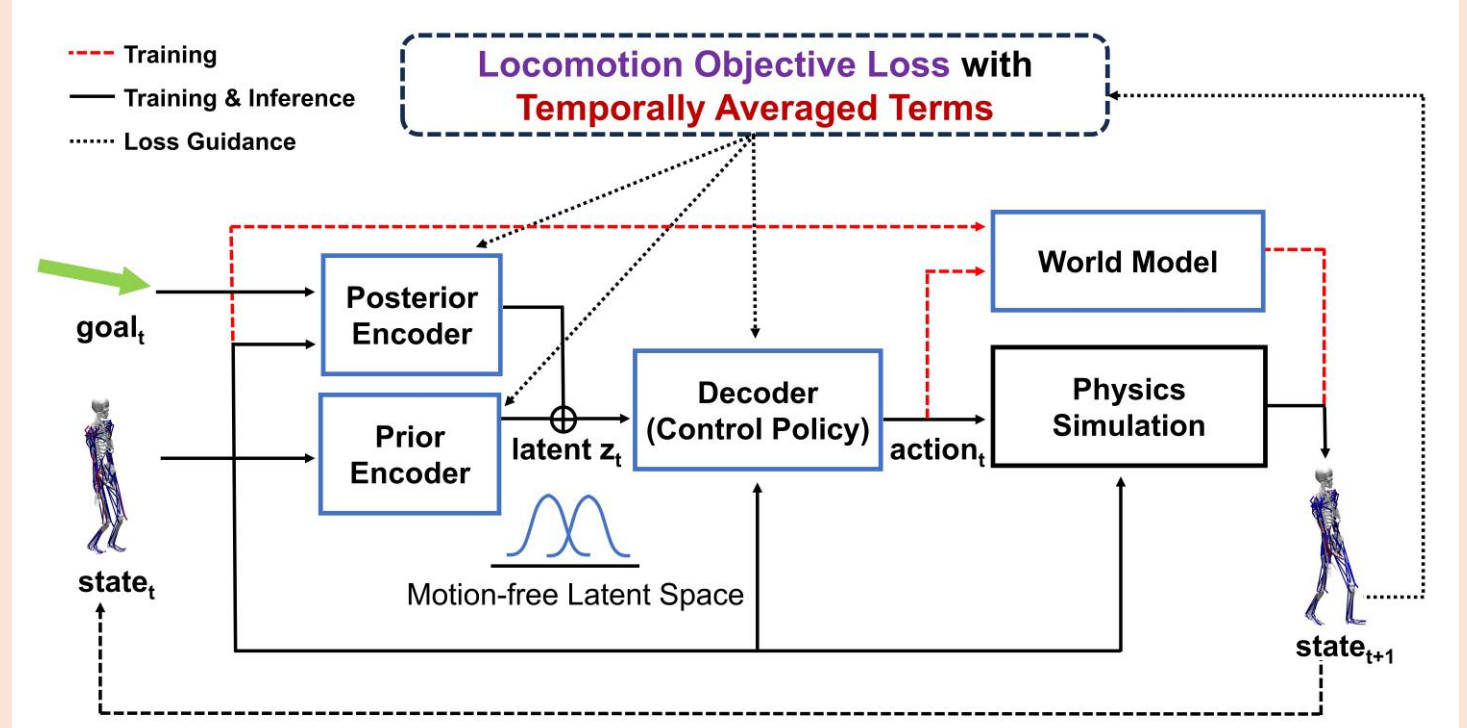 Training
Training & Inference
Loss Guidance
Locomotion Objective Loss with
Temporally Averaged Terms
goalₜ
Posterior
Encoder
World Model
Prior
Encoder
latent zₜ
Decoder
(Control Policy)
actionₜ
Physics
Simulation
stateₜ
Motion-free Latent Space
stateₜ₊₁